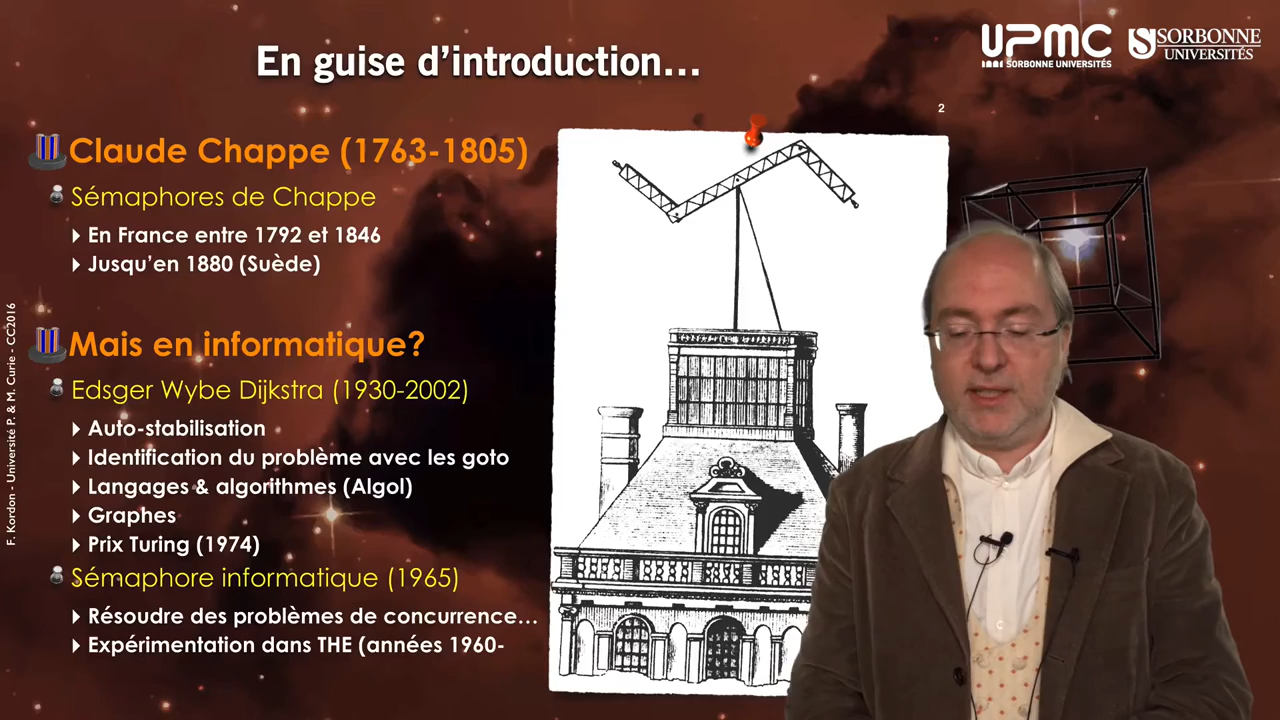 En guise d’introduction…
UPMC
SORBONNE UNIVERSITÉS
S SORBONNE
UNIVERSITÉS
2
Claude Chappe (1763-1805)
Sémaphores de Chappe
En France entre 1792 et 1846
Jusqu’en 1880 (Suède)
Mais en informatique?
Edsger Wybe Dijkstra (1930-2002)
Auto-stabilisation
Identification du problème avec les goto
Langages & algorithmes (Algol)
Graphes
Prix Turing (1974)
Sémaphore informatique (1965)
Résoudre des problèmes de concurrence…
Expérimentation dans THE (années 1960-
F. Kordon - Université P. & M. Curie - CC2016